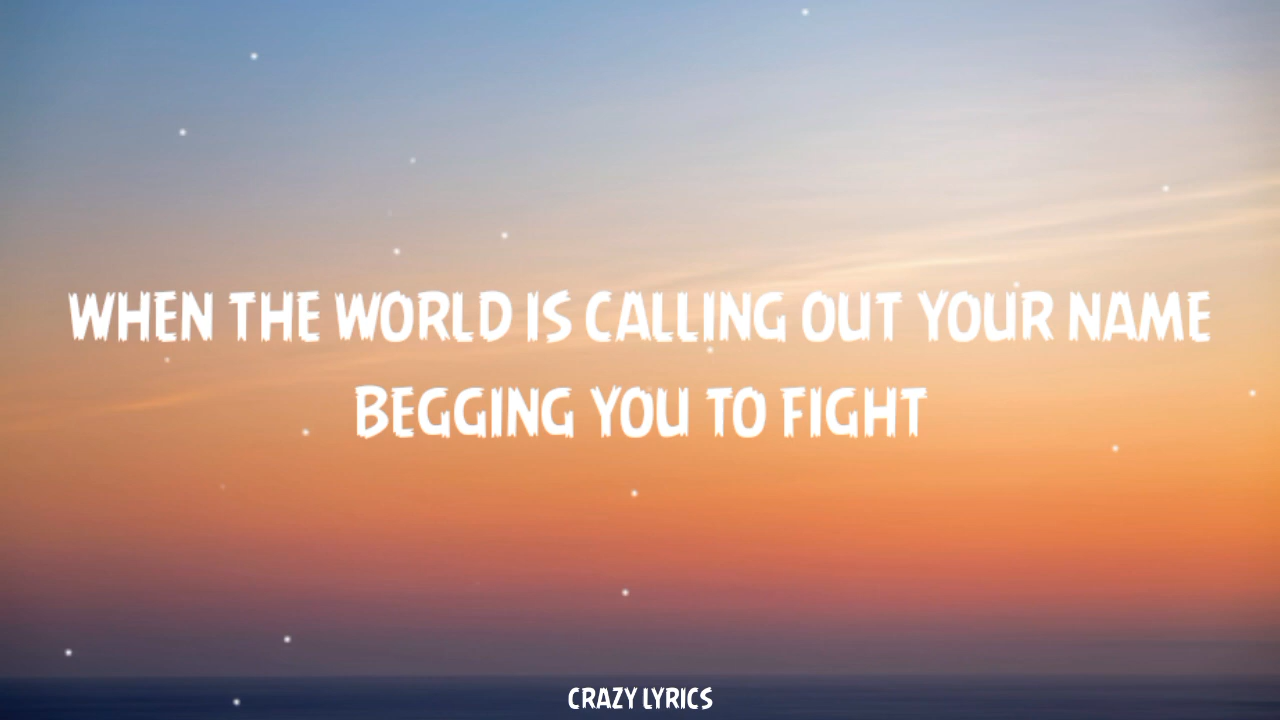 WHEN THE WORLD IS CALLING OUT YOUR NAME
BEGGING YOU TO FIGHT
CRAZY LYRICS